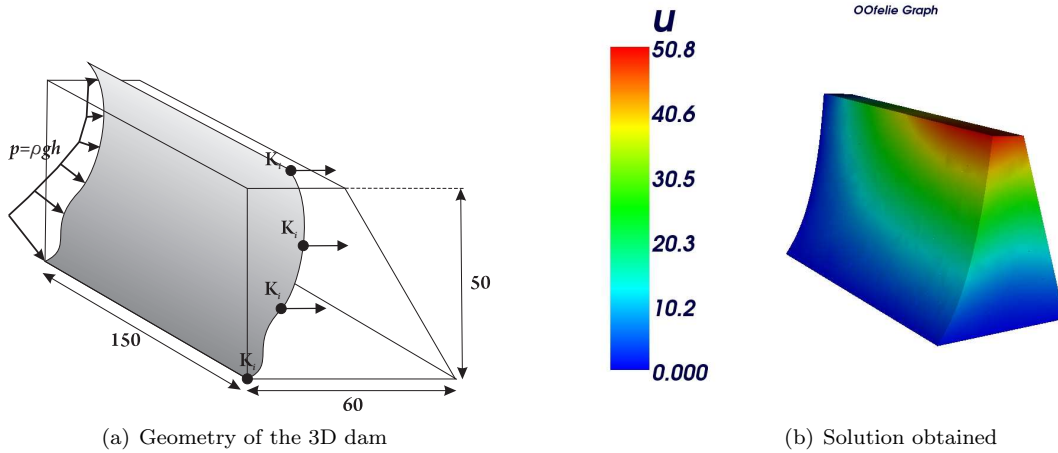 p=ρgh
K_i
K_i
K_i
K_i
50
150
60
(a) Geometry of the 3D dam
OOfelie Graph
u
50.8
40.6
30.5
20.3
10.2
0.000
(b) Solution obtained